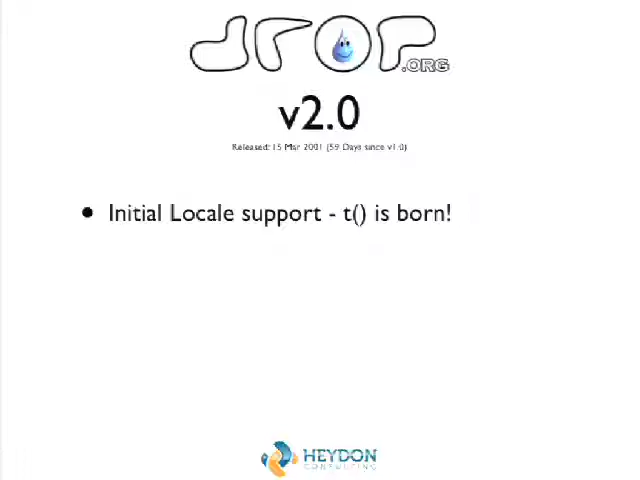 drop
.ORG
v2.0
Released: 15 Mar 2001 (59 Days since v1.0)
• Initial Locale support - t() is born!
HEYDON
CONSULTING